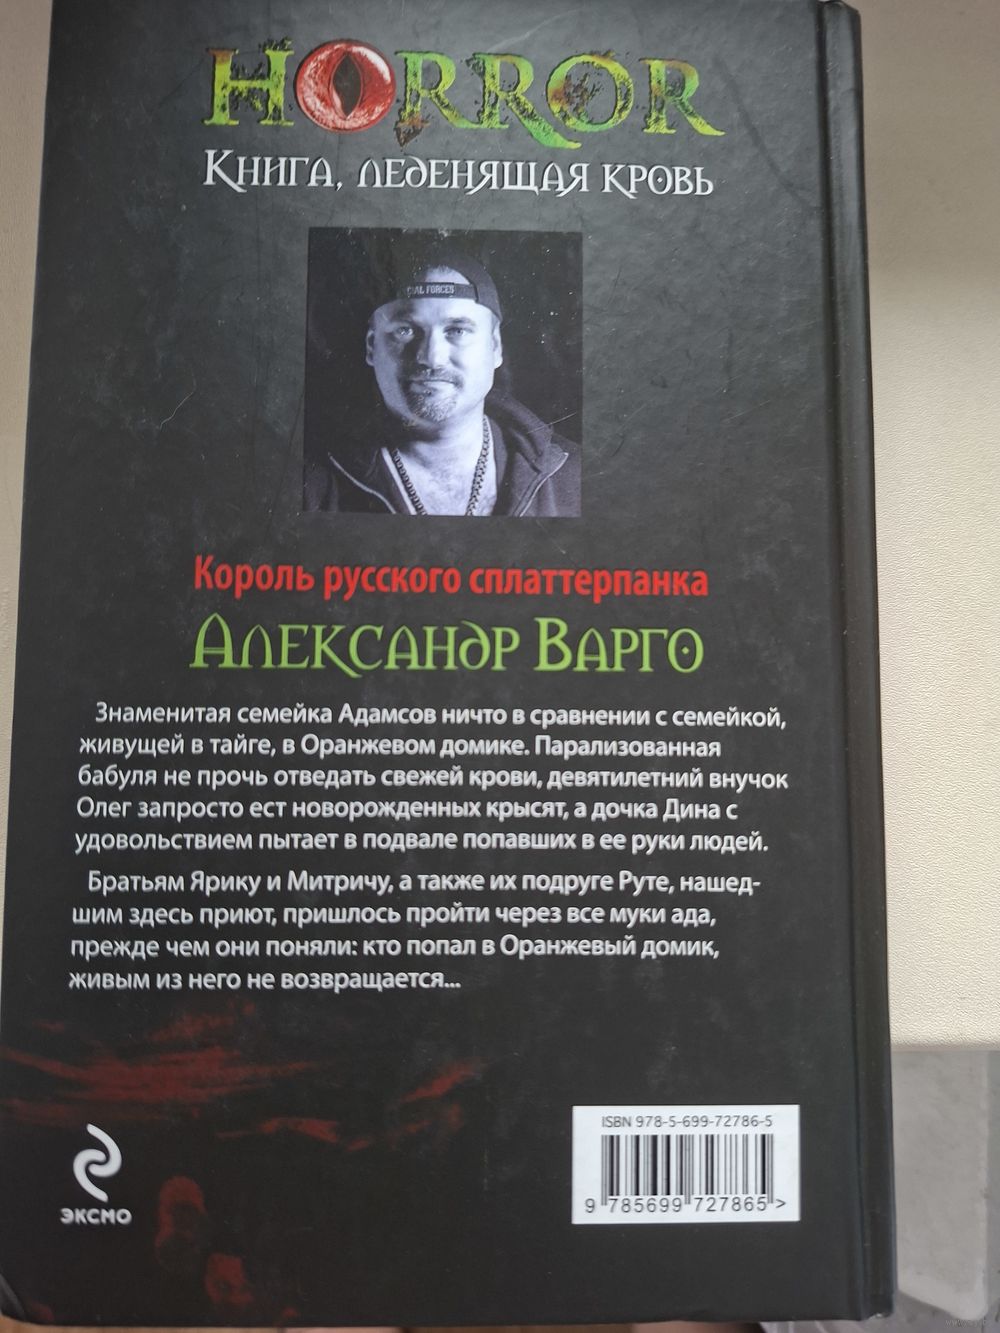 HORROR
Книга, леденящая кровь
IAL FORCES
Король русского сплаттерпанка
Александр Варго
Знаменитая семейка Адамсов ничто в сравнении с семейкой,
живущей в тайге, в Оранжевом домике. Парализованная
бабуля не прочь отведать свежей крови, девятилетний внучок
Олег запросто ест новорожденных крысят, а дочка Дина с
удовольствием пытает в подвале попавших в ее руки людей.
Братьям Ярику и Митричу, а также их подруге Руте, нашед-
шим здесь приют, пришлось пройти через все муки ада,
прежде чем они поняли: кто попал в Оранжевый домик,
живым из него не возвращается...
ISBN 978-5-699-72786-5
9 785699 727865 >
ЭКСМО